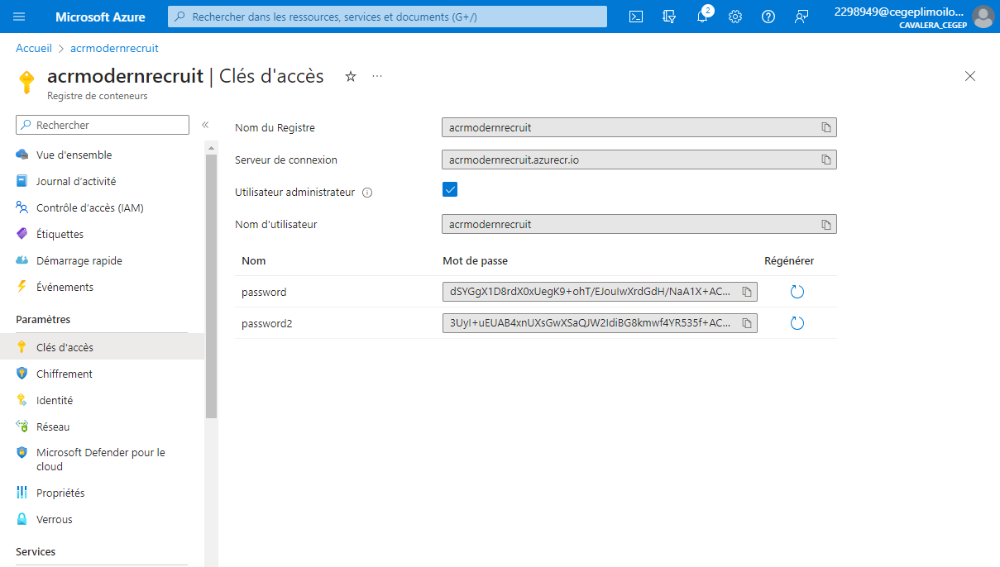 Microsoft Azure
Rechercher dans les ressources, services et documents (G+/)
2
2298949@cegeplimoilo...
CAVALERA_CEGEP
Accueil > acrmodernrecruit
acrmodernrecruit | Clés d'accès
Registre de conteneurs
Rechercher
Vue d'ensemble
Journal d'activité
Contrôle d'accès (IAM)
Étiquettes
Démarrage rapide
Événements
Paramètres
Clés d'accès
Chiffrement
Identité
Réseau
Microsoft Defender pour le
cloud
Propriétés
Verrous
Services
Nom du Registre acrmodernrecruit
Serveur de connexion acrmodernrecruit.azurecr.io
Utilisateur administrateur
Nom d'utilisateur acrmodernrecruit
Nom Mot de passe Régénérer
password dSYGgX1D8rdX0xUegK9+ohT/EJouIwXrdGdH/NaA1X+AC...
password2 3UyI+uEUAB4xnUXsGwXSaQJW2IdiBG8kmwf4YR535f+AC...